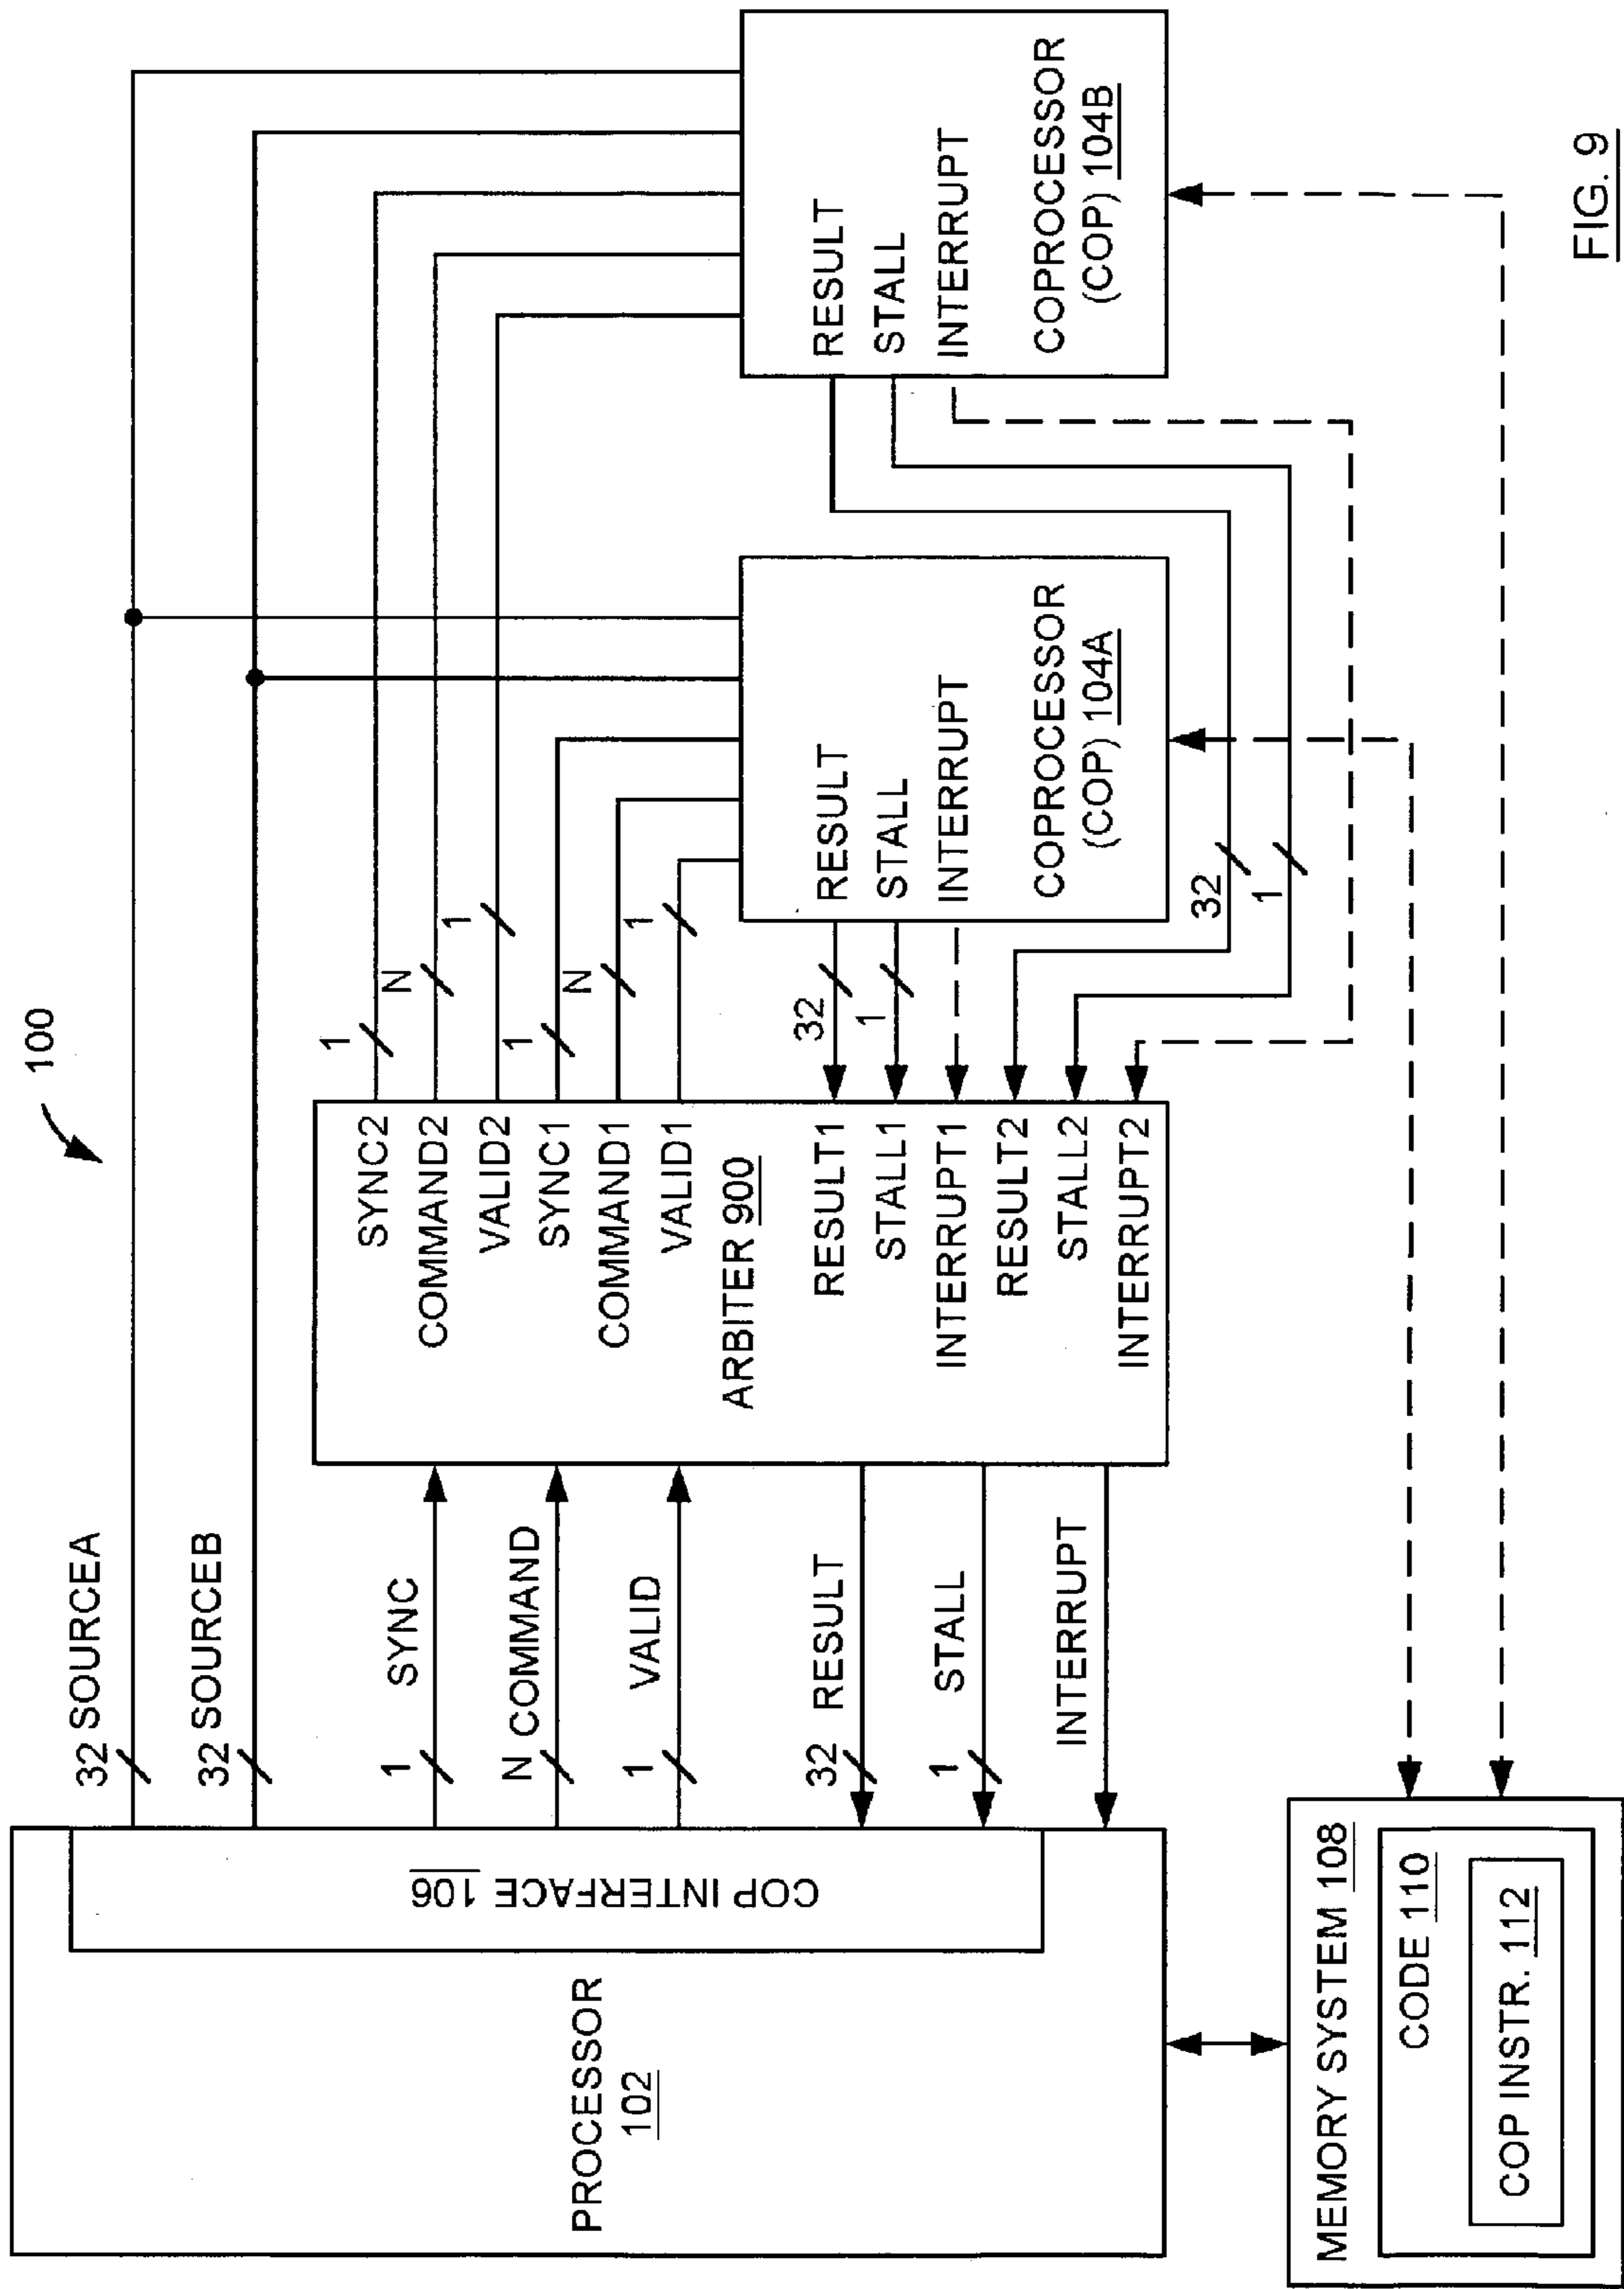 100
32 SOURCEA
32 SOURCEB
PROCESSOR
102
COP INTERFACE 106
1 SYNC
N COMMAND
1 VALID
32 RESULT
1 STALL
INTERRUPT
SYNC2
COMMAND2
VALID2
SYNC1
COMMAND1
VALID1
ARBITER 900
RESULT1
STALL1
INTERRUPT1
RESULT2
STALL2
INTERRUPT2
1
N
1
1
N
1
32
1
32
1
RESULT
STALL
INTERRUPT
COPROCESSOR
(COP) 104A
RESULT
STALL
INTERRUPT
COPROCESSOR
(COP) 104B
MEMORY SYSTEM 108
CODE 110
COP INSTR. 112
FIG. 9